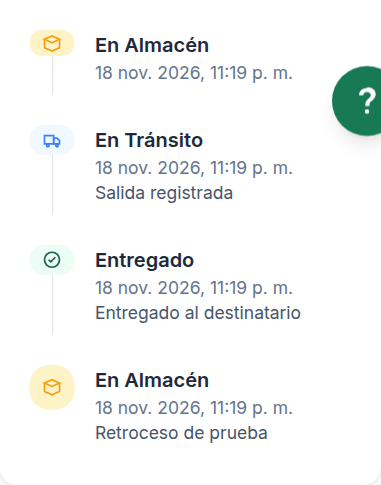 En Almacén
18 nov. 2026, 11:19 p. m.
?
En Tránsito
18 nov. 2026, 11:19 p. m.
Salida registrada
Entregado
18 nov. 2026, 11:19 p. m.
Entregado al destinatario
En Almacén
18 nov. 2026, 11:19 p. m.
Retroceso de prueba